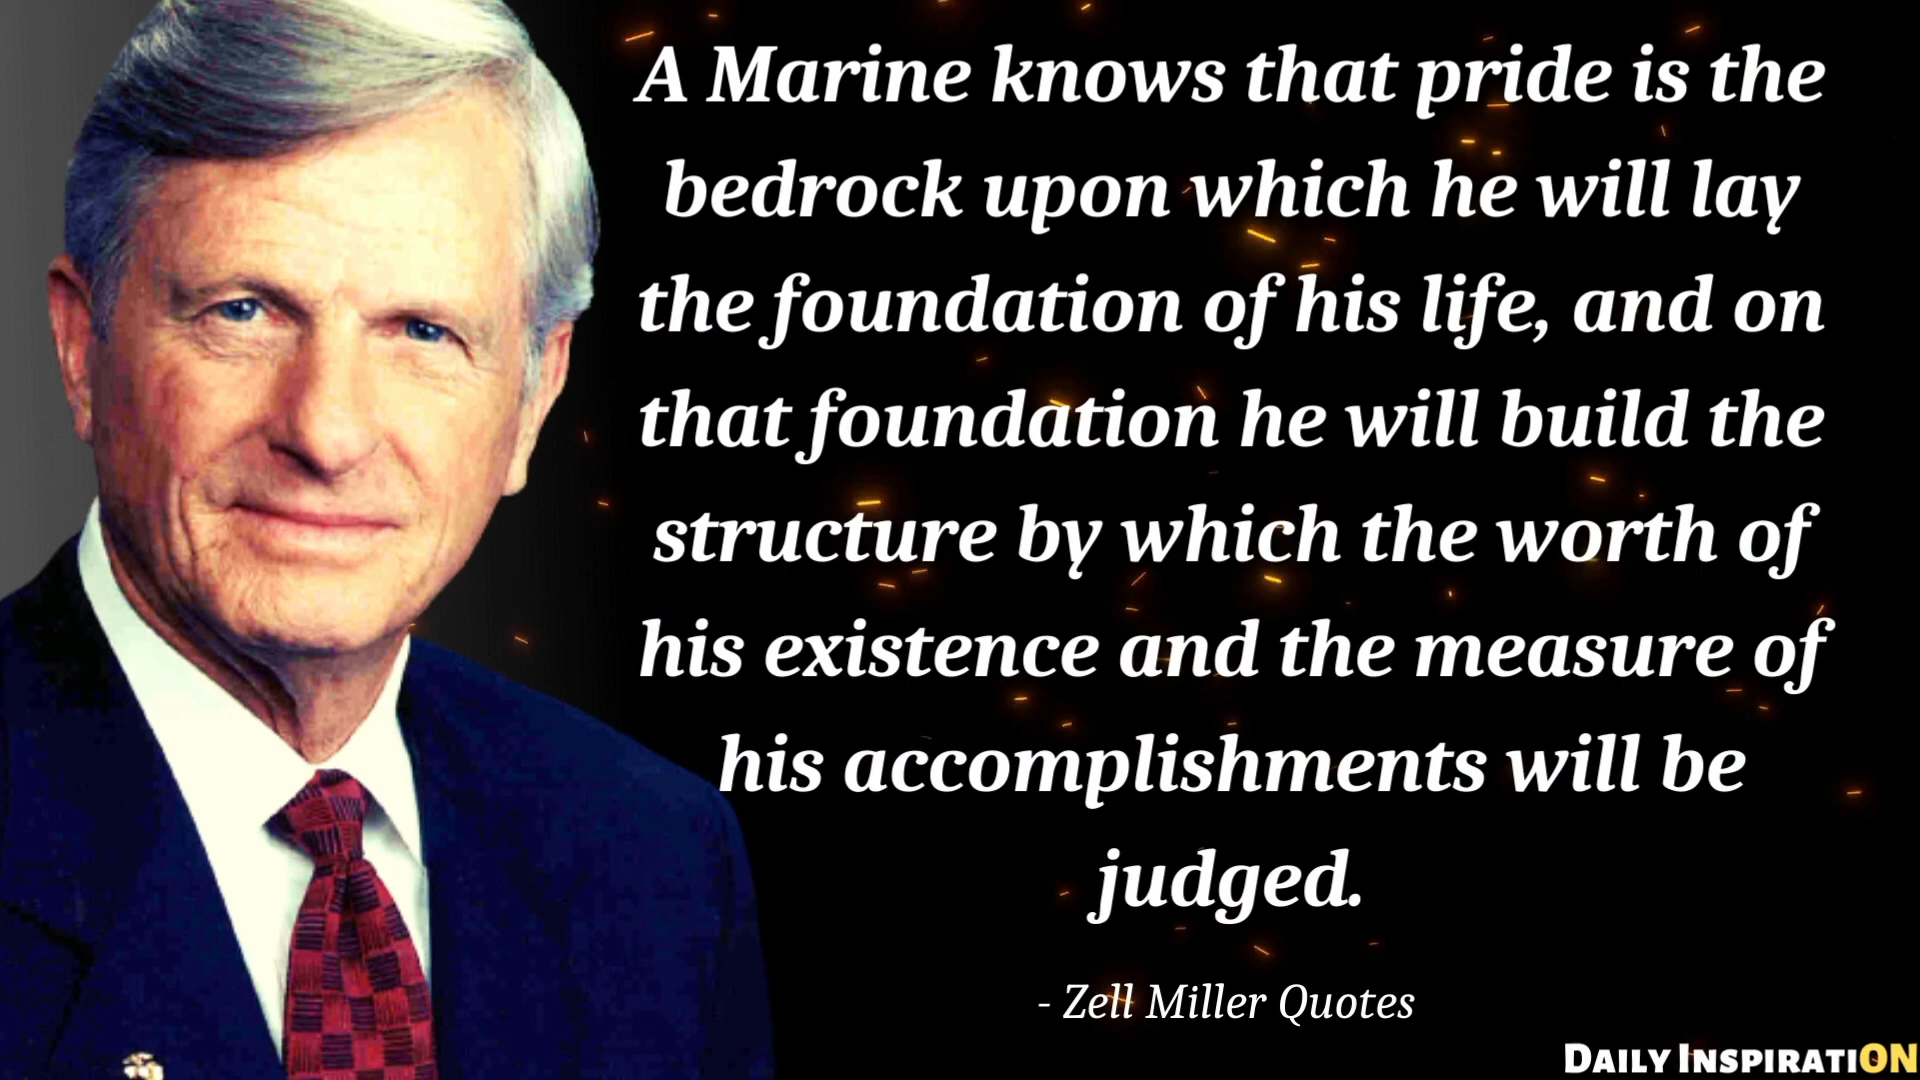 A Marine knows that pride is the
bedrock upon which he will lay
the foundation of his life, and on
that foundation he will build the
structure by which the worth of
his existence and the measure of
his accomplishments will be
judged.
- Zell Miller Quotes
DAILY INSPIRATION